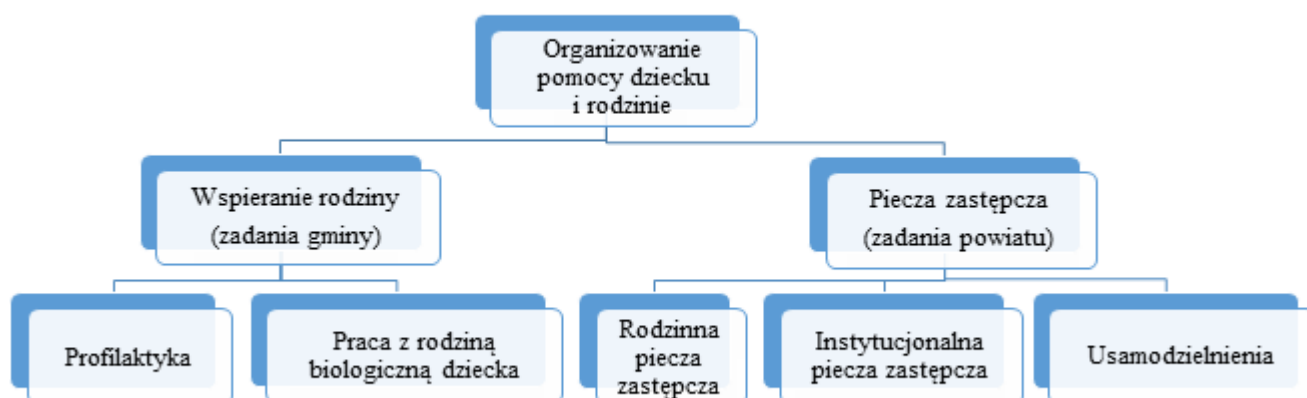 Organizowanie
pomocy dziecku
i rodzinie
Wspieranie rodziny
(zadania gminy)
Piecza zastępcza
(zadania powiatu)
Profilaktyka
Praca z rodziną
biologiczną dziecka
Rodzinna
piecza
zastępcza
Instytucjonalna
piecza zastępcza
Usamodzielnienia